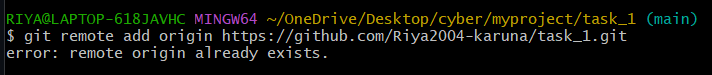 RIYA@LAPTOP-618JAVHC MINGW64 ~/OneDrive/Desktop/cyber/myproject/task_1 (main)
$ git remote add origin https://github.com/Riya2004-karuna/task_1.git
error: remote origin already exists.